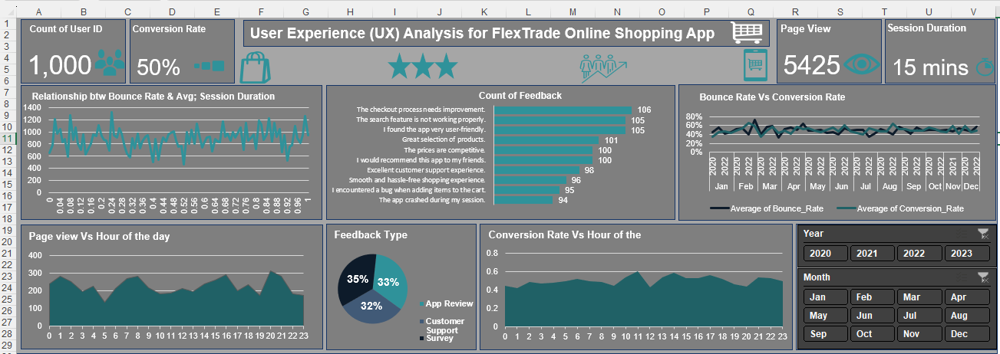 A B C D E F G H I J K L M N O P Q R S T U V
1 2 3 4 5 6 7 8 9 10 11 12 13 14 15 16 17 18 19 20 21 22 23 24 25 26 27 28 29
Count of User ID
1,000
Conversion Rate
50%
User Experience (UX) Analysis for FlexTrade Online Shopping App
Page View
5425
Session Duration
15 mins
Relationship btw Bounce Rate & Avg; Session Duration
1400
1200
1000
800
600
400
200
0
0 0.04 0.08 0.12 0.16 0.2 0.24 0.28 0.32 0.36 0.4 0.44 0.48 0.52 0.56 0.6 0.64 0.68 0.72 0.76 0.8 0.84 0.88 0.92 0.96 1
Count of Feedback
The checkout process needs improvement. 106
The search feature is not working properly. 105
I found the app very user-friendly. 105
Great selection of products. 101
The prices are competitive. 100
I would recommend this app to my friends. 100
Excellent customer support experience. 98
Smooth and hassle-free shopping experience. 96
I encountered a bug when adding items to the cart. 95
The app crashed during my session. 94
Bounce Rate Vs Conversion Rate
80%
60%
40%
20%
0%
2020 2022 2020 2022 2020 2022 2020 2022 2020 2022 2020 2022 2020 2022 2020 2022 2020 2022 2020 2022 2021 2020 2022
Jan Feb Mar Apr May Jun Jul Aug Sep Oct Nov Dec
Average of Bounce_Rate Average of Conversion_Rate
Page view Vs Hour of the day
400
300
200
100
0
0 1 2 3 4 5 6 7 8 9 10 11 12 13 14 15 16 17 18 19 20 21 22 23
Feedback Type
35% 33%
32%
App Review
Customer
Support
Survey
Conversion Rate Vs Hour of the
0.8
0.6
0.4
0.2
0
0 1 2 3 4 5 6 7 8 9 10 11 12 13 14 15 16 17 18 19 20 21 22 23
Year
2020 2021 2022 2023
Month
Jan Feb Mar Apr
May Jun Jul Aug
Sep Oct Nov Dec